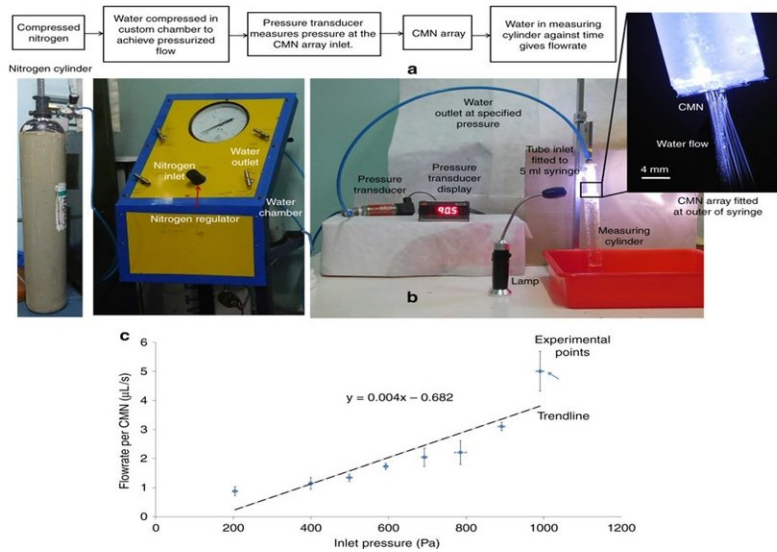 Compressed
nitrogen
Water compressed in
custom chamber to
achieve pressurized
flow
Pressure transducer
measures pressure at the
CMN array inlet.
CMN array
Water in measuring
cylinder against time
gives flowrate
a
Nitrogen cylinder
Nitrogen
inlet
Water
outlet
Nitrogen regulator
Water
chamber
Water
outlet at specified
pressure
Pressure
transducer
Pressure
transducer
display
90.5
Tube inlet
fitted to
5 ml syringe
Lamp
Measuring
cylinder
b
CMN
Water flow
4 mm
CMN array fitted
at outer of syringe
c
Flowrate per CMN (μL/s)
6
5
4
3
2
1
0
y = 0.004x − 0.682
Experimental
points
Trendline
0
200
400
600
800
1000
1200
Inlet pressure (Pa)